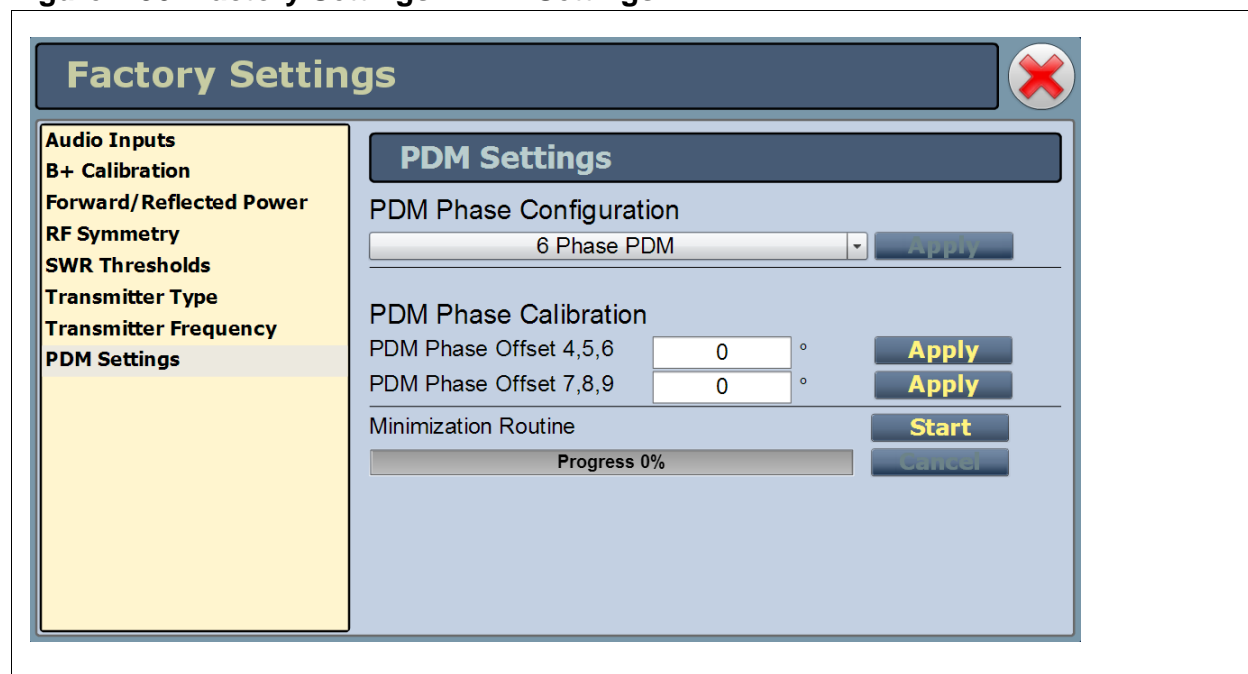 Factory Settings
Audio Inputs
B+ Calibration
Forward/Reflected Power
RF Symmetry
SWR Thresholds
Transmitter Type
Transmitter Frequency
PDM Settings
PDM Settings
PDM Phase Configuration
6 Phase PDM Apply
PDM Phase Calibration
PDM Phase Offset 4,5,6 0 ° Apply
PDM Phase Offset 7,8,9 0 ° Apply
Minimization Routine Start
Progress 0% Cancel